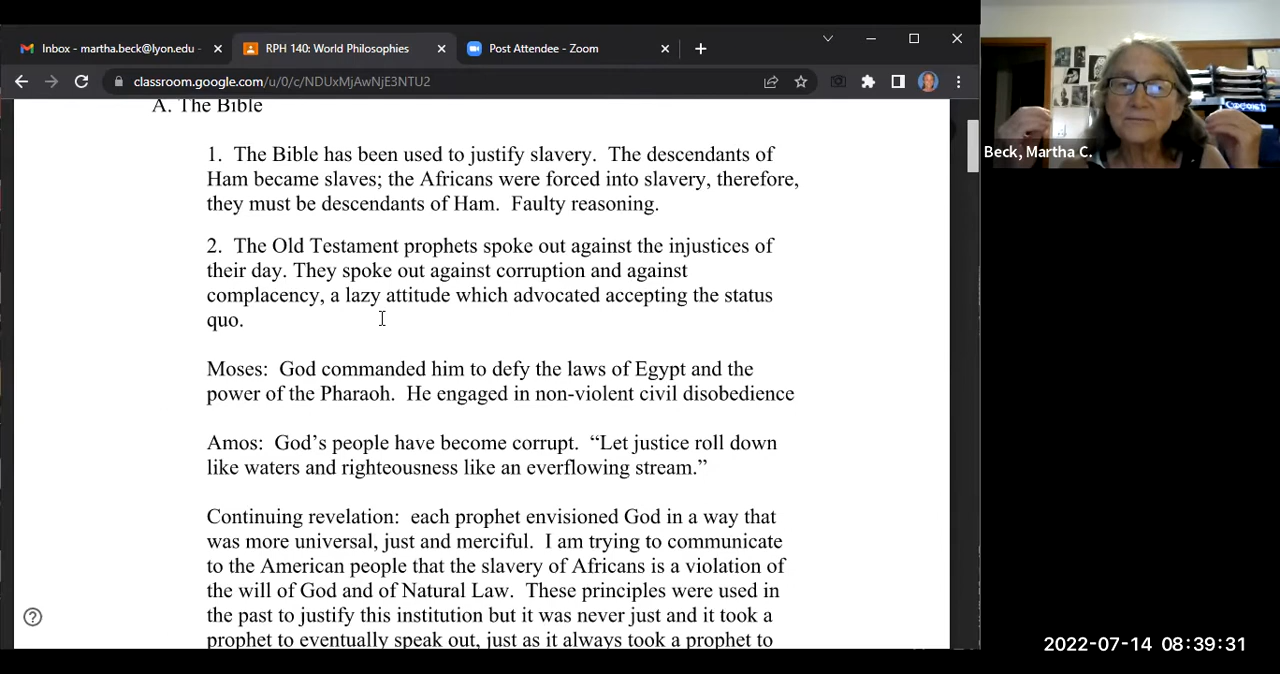 Inbox - martha.beck@lyon.edu -
RPH 140: World Philosophies
Post Attendee - Zoom
classroom.google.com/u/0/c/NDUxMjAwNjE3NTU2
A. The Bible
1. The Bible has been used to justify slavery. The descendants of
Ham became slaves; the Africans were forced into slavery, therefore,
they must be descendants of Ham. Faulty reasoning.
2. The Old Testament prophets spoke out against the injustices of
their day. They spoke out against corruption and against
complacency, a lazy attitude which advocated accepting the status
quo.
Moses: God commanded him to defy the laws of Egypt and the
power of the Pharaoh. He engaged in non-violent civil disobedience
Amos: God’s people have become corrupt. “Let justice roll down
like waters and righteousness like an everflowing stream.”
Continuing revelation: each prophet envisioned God in a way that
was more universal, just and merciful. I am trying to communicate
to the American people that the slavery of Africans is a violation of
the will of God and of Natural Law. These principles were used in
the past to justify this institution but it was never just and it took a
prophet to eventually speak out, just as it always took a prophet to
Beck, Martha C.
2022-07-14 08:39:31